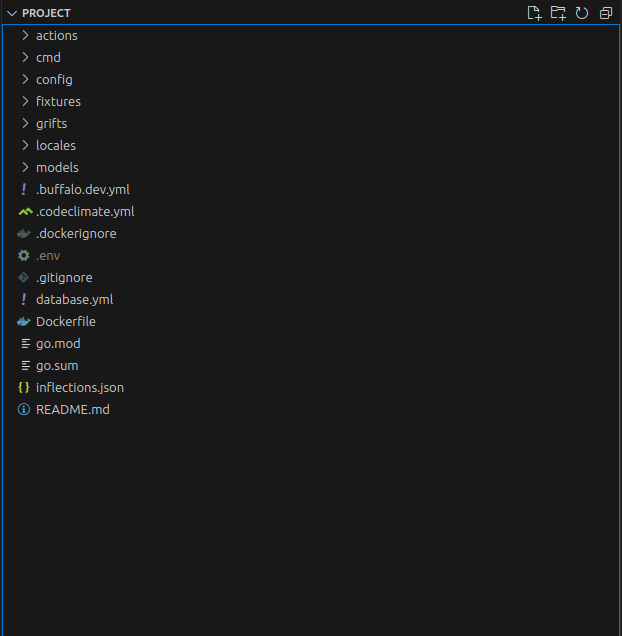 PROJECT
actions
cmd
config
fixtures
grifts
locales
models
.buffalo.dev.yml
.codeclimate.yml
.dockerignore
.env
.gitignore
database.yml
Dockerfile
go.mod
go.sum
inflections.json
README.md